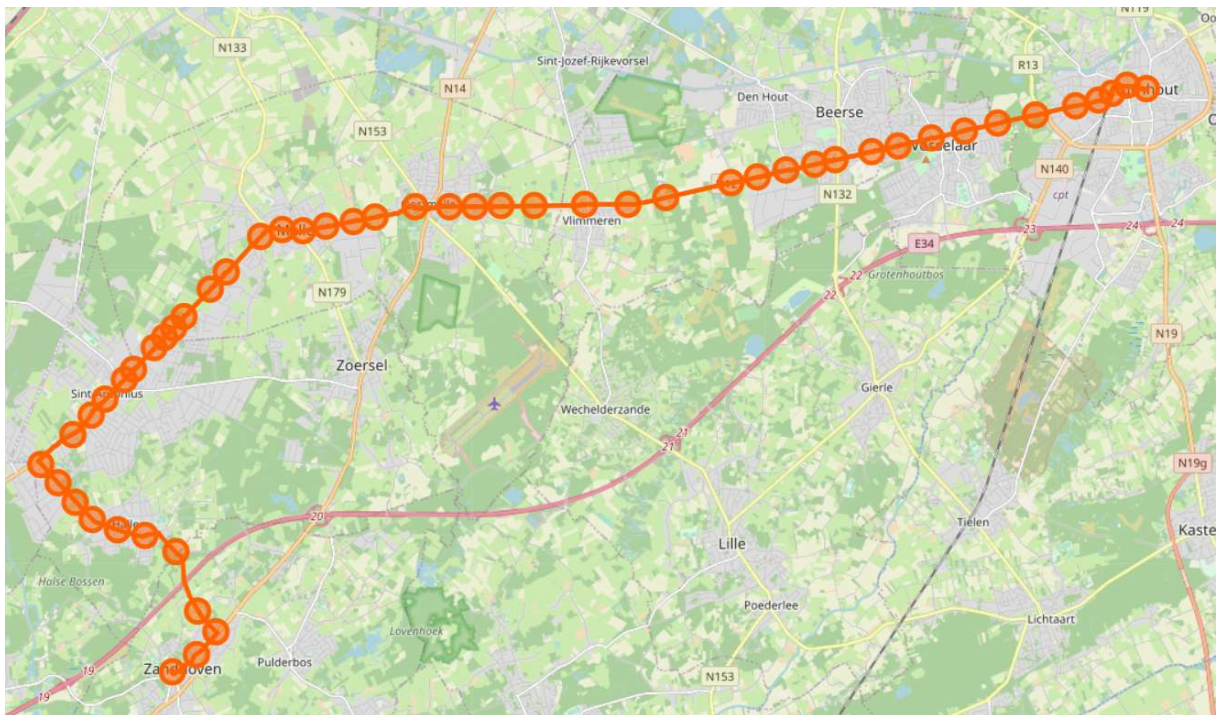 N119
Oo
N133
R13
Sint-Jozef-Rijkevorsel
N14
Den Hout
Beerse
N153
N140
N132
cpt
Vlimmeren
23
24
24
E34
Grotenhoutbos
22
22
N179
N19
Zoersel
Gierle
Wechelderzande
21
21
N19g
20
Tielen
Kaste
Lille
Halse Bossen
Poederlee
Lichtaart
Lovenhoek
Pulderbos
19
19
N153